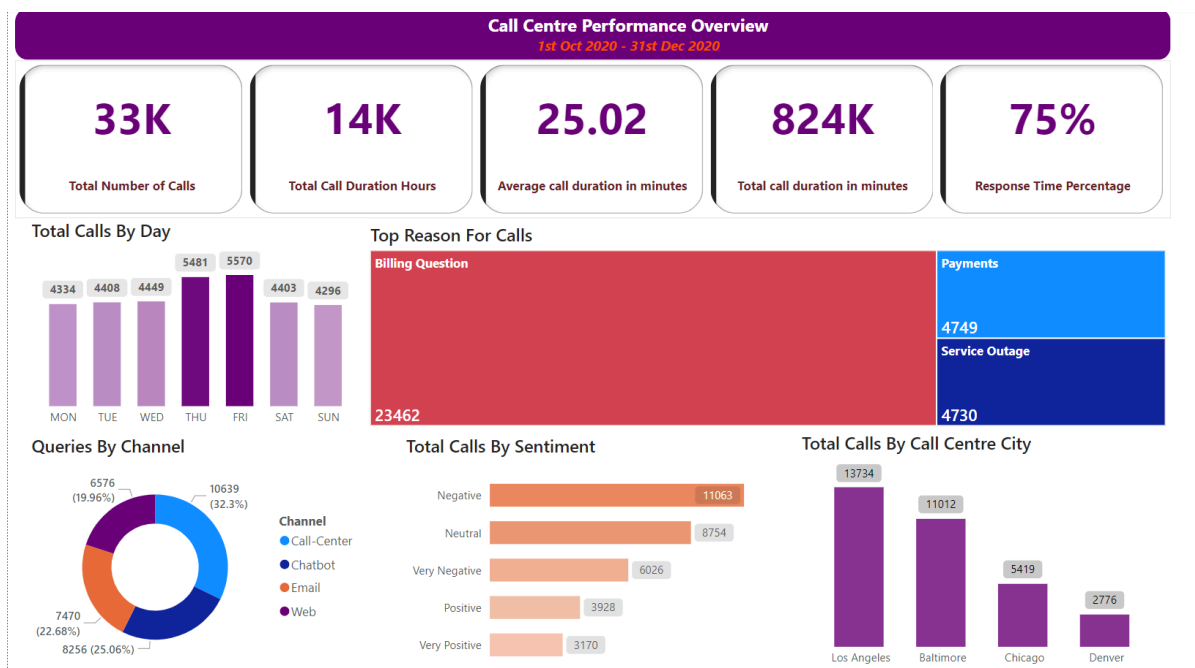 Call Centre Performance Overview
1st Oct 2020 - 31st Dec 2020
33K
Total Number of Calls
14K
Total Call Duration Hours
25.02
Average call duration in minutes
824K
Total call duration in minutes
75%
Response Time Percentage
Total Calls By Day
4334
4408
4449
5481
5570
4403
4296
MON
TUE
WED
THU
FRI
SAT
SUN
Top Reason For Calls
Billing Question
23462
Payments
4749
Service Outage
4730
Queries By Channel
6576
(19.96%)
10639
(32.3%)
7470
(22.68%)
8256 (25.06%)
Channel
Call-Center
Chatbot
Email
Web
Total Calls By Sentiment
Negative
11063
Neutral
8754
Very Negative
6026
Positive
3928
Very Positive
3170
Total Calls By Call Centre City
13734
11012
5419
2776
Los Angeles
Baltimore
Chicago
Denver